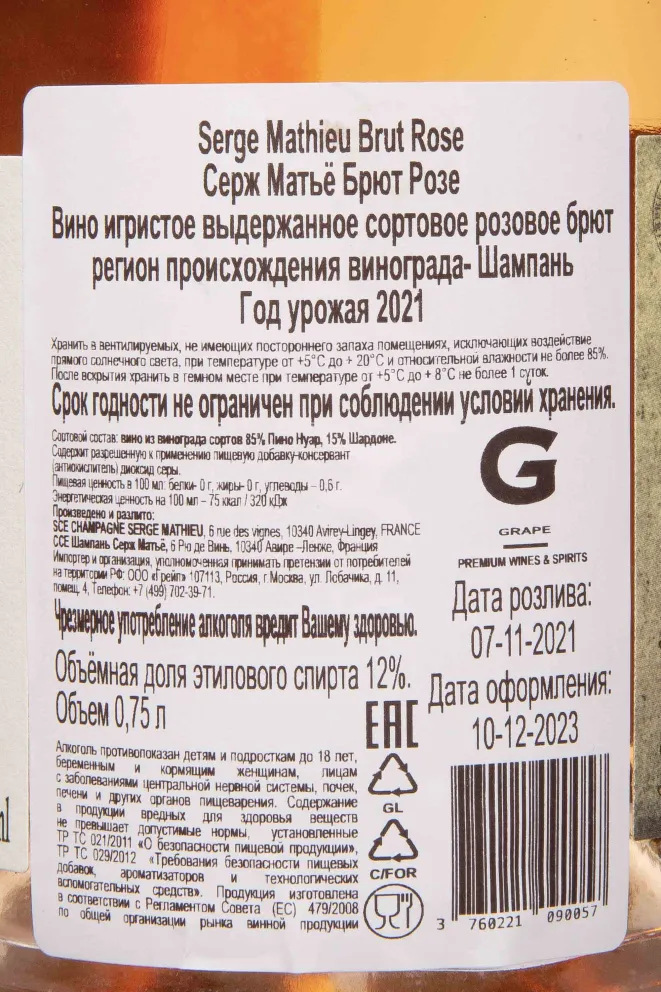 Serge Mathieu Brut Rose
Серж Матьё Брют Розе
Вино игристое выдержанное сортовое розовое брют
регион происхождения винограда- Шампань
Год урожая 2021
Хранить в вентилируемых, не имеющих постороннего запаха помещениях, исключающих воздействие
прямого солнечного света, при температуре от +5°С до + 20°С и относительной влажности не более 85%.
После вскрытия хранить в темном месте при температуре от +5°С до + 8°С не более 1 суток.
Срок годности не ограничен при соблюдении условий хранения.
Сортовой состав: вино из винограда сортов 85% Пино Нуар, 15% Шардоне.
Содержит разрешенную к применению пищевую добавку-консервант
(антиокислитель) диоксид серы.
Пищевая ценность в 100 мл: белки- 0 г, жиры- 0 г, углеводы – 0,6 г.
Энергетическая ценность на 100 мл – 75 ккал / 320 кДж
Произведено и разлито:
SCE CHAMPAGNE SERGE MATHIEU, 6 rue des vignes, 10340 Avirey-Lingey, FRANCE
ССЕ Шампань Серж Матьё, 6 Рю де Винь, 10340 Авире –Ленже, Франция
Импортер и организация, уполномоченная принимать претензии от потребителей
на территории РФ: ООО «Грейп» 107113, Россия, г Москва, ул. Лобачика, д. 11,
помещ. 4, Телефон: +7 (499) 702-39-71.
Чрезмерное употребление алкоголя вредит Вашему здоровью.
Объёмная доля этилового спирта 12%.
Объем 0,75 л
G
GRAPE
PREMIUM WINES & SPIRITS
Дата розлива:
07-11-2021
Дата оформления:
10-12-2023
EAC
GL
C/FOR
Алкоголь противопоказан детям и подросткам до 18 лет,
беременным и кормящим женщинам, лицам
с заболеваниями центральной нервной системы, почек,
печени и других органов пищеварения. Содержание
в продукции вредных для здоровья веществ
не превышает допустимые нормы, установленные
ТР ТС 021/2011 «О безопасности пищевой продукции»,
ТР ТС 029/2012 «Требования безопасности пищевых
добавок, ароматизаторов и технологических
вспомогательных средств». Продукция изготовлена
в соответствии с Регламентом Совета (ЕС) 479/2008
по общей организации рынка винной продукции
3 760221 090057